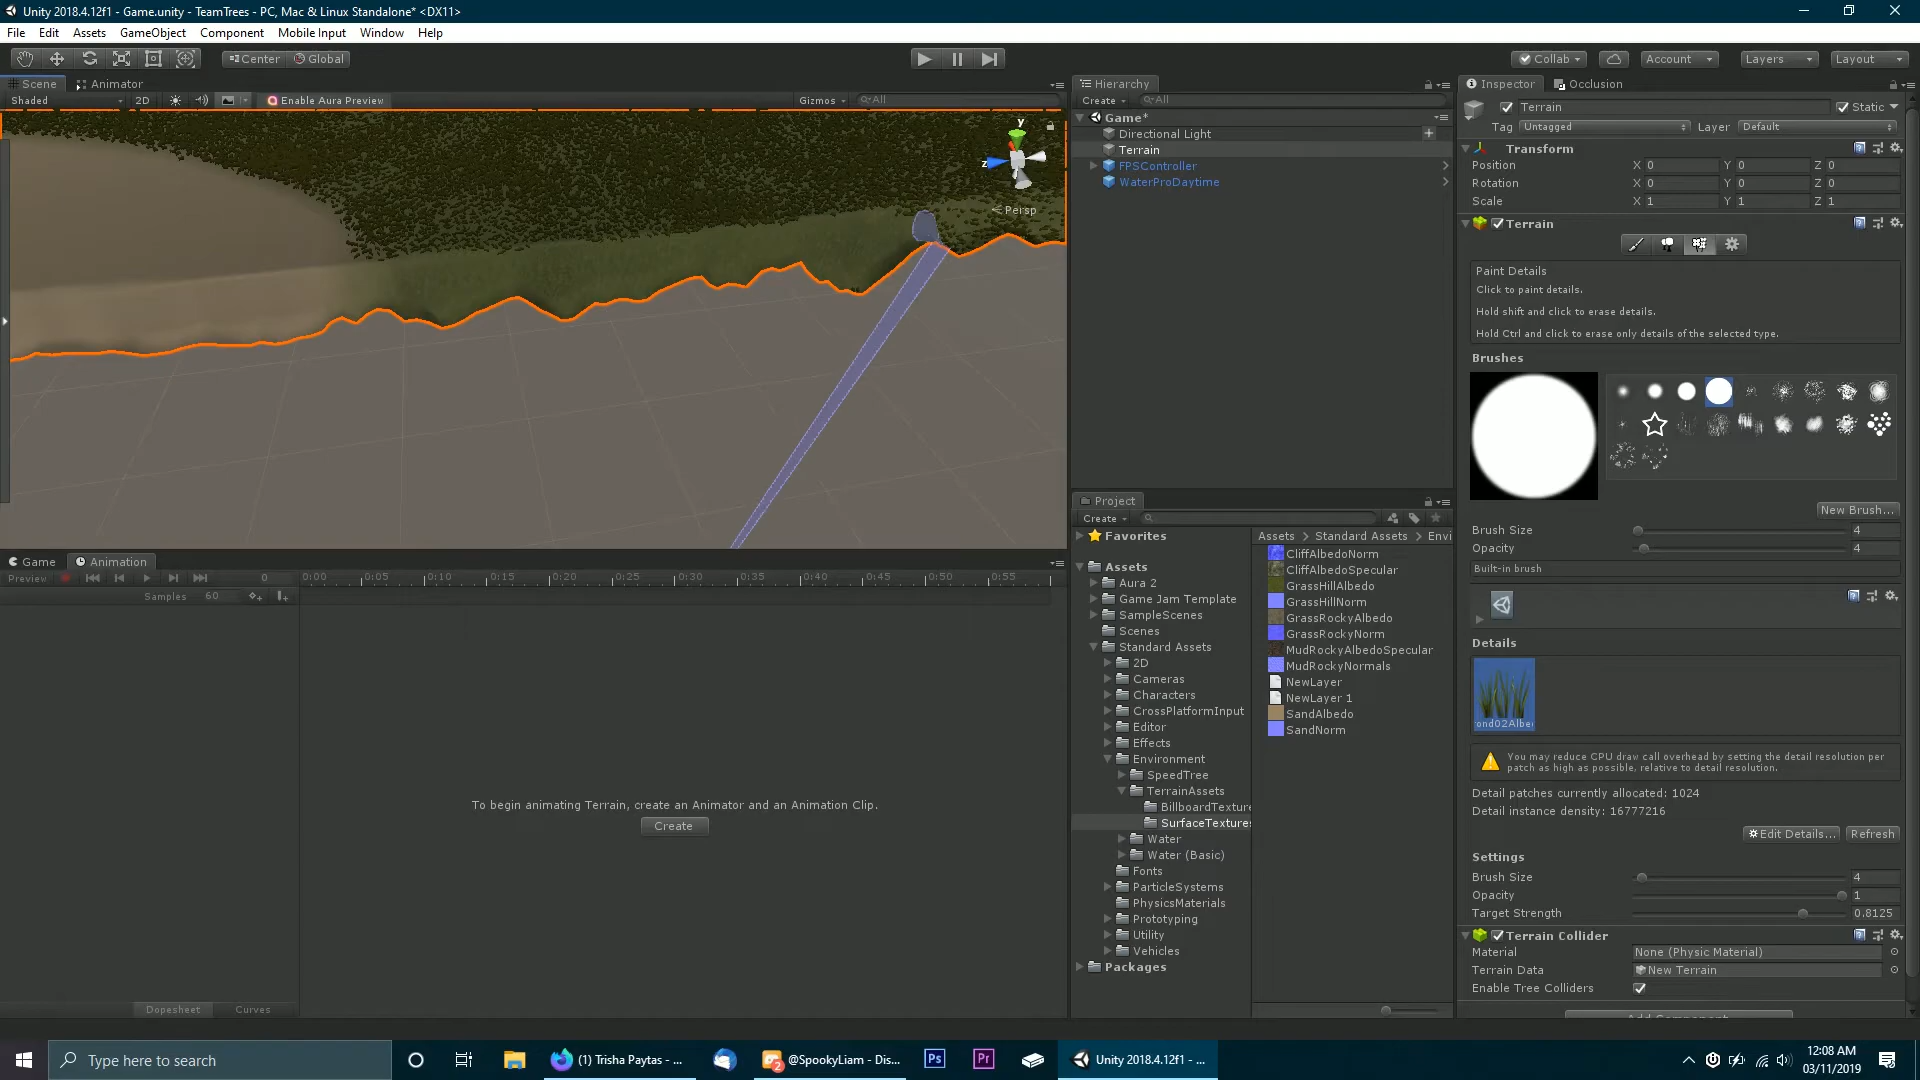 Unity 2018.4.12f1 - Game.unity - TeamTrees - PC, Mac & Linux Standalone* <DX11>
File Edit Assets GameObject Component Mobile Input Window Help
Center Global Collab Account Layers Layout
Scene Animator
Shaded 2D Enable Aura Preview Gizmos All
y
z
Persp
Game Animation
Preview 0 0:00 0:05 0:10 0:15 0:20 0:25 0:30 0:35 0:40 0:45 0:50 0:55
Samples 60
To begin animating Terrain, create an Animator and an Animation Clip.
Create
Dopesheet Curves
Hierarchy
Create All
Game*
Directional Light
Terrain
FPSController
WaterProDaytime
Project
Create
Favorites
Assets
Aura 2
Game Jam Template
SampleScenes
Scenes
Standard Assets
2D
Cameras
Characters
CrossPlatformInput
Editor
Effects
Environment
SpeedTree
TerrainAssets
BillboardTexture
SurfaceTextures
Water
Water (Basic)
Fonts
ParticleSystems
PhysicsMaterials
Prototyping
Utility
Vehicles
Packages
Assets > Standard Assets > Envi
CliffAlbedoNorm
CliffAlbedoSpecular
GrassHillAlbedo
GrassHillNorm
GrassRockyAlbedo
GrassRockyNorm
MudRockyAlbedoSpecular
MudRockyNormals
NewLayer
NewLayer 1
SandAlbedo
SandNorm
Inspector Occlusion
Terrain Static
Tag Untagged Layer Default
Transform
Position X 0 Y 0 Z 0
Rotation X 0 Y 0 Z 0
Scale X 1 Y 1 Z 1
Terrain
Paint Details
Click to paint details.
Hold shift and click to erase details.
Hold Ctrl and click to erase only details of the selected type.
Brushes
New Brush...
Brush Size 4
Opacity 4
Built-in brush
Details
rond02Albe
You may reduce CPU draw call overhead by setting the detail resolution per
patch as high as possible, relative to detail resolution.
Detail patches currently allocated: 1024
Detail instance density: 16777216
Edit Details... Refresh
Settings
Brush Size 4
Opacity 1
Target Strength 0.8125
Terrain Collider
Material None (Physic Material)
Terrain Data New Terrain
Enable Tree Colliders
Add Component
Type here to search
(1) Trisha Paytas - ...
2
@SpookyLiam - Dis...
Ps
Pr
Unity 2018.4.12f1 - ...
12:08 AM
03/11/2019